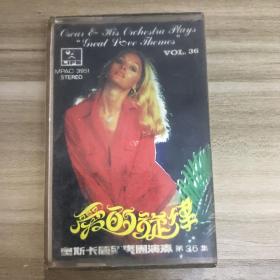 Oscar & His Orchestra Plays
"Great Love Themes"
VOL. 36
LIFE
MPAC 3951
STEREO
愛的旋律
奧斯卡管弦樂團演奏 第36集